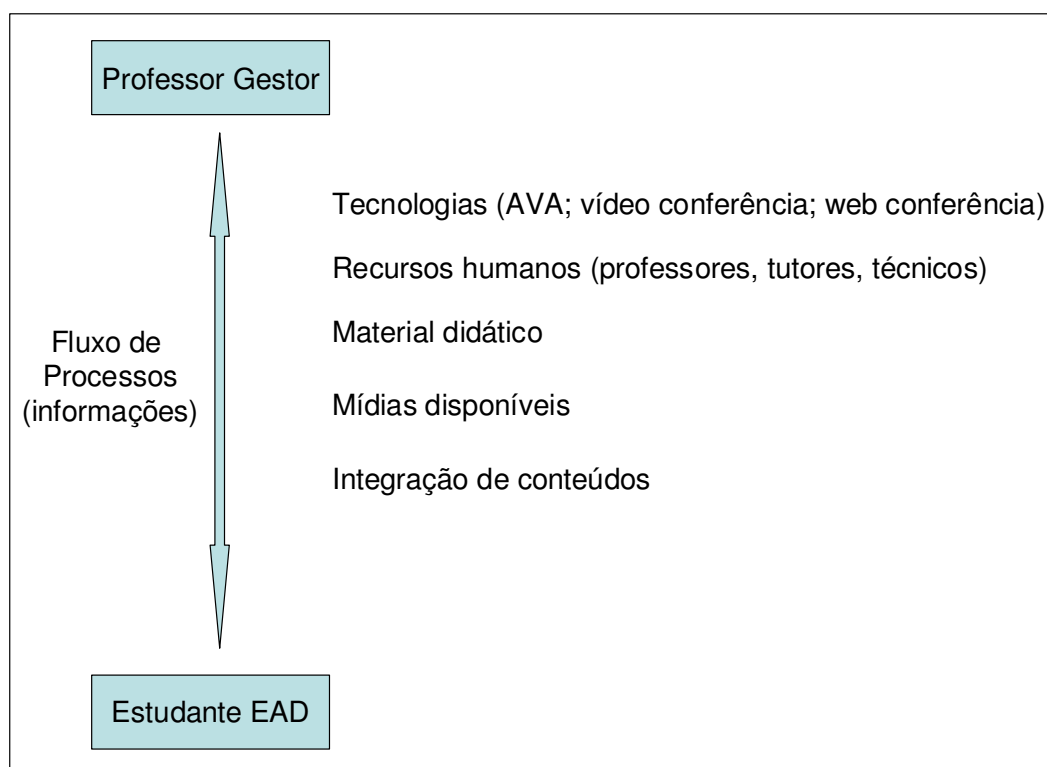 Professor Gestor
Tecnologias (AVA; vídeo conferência; web conferência)
Recursos humanos (professores, tutores, técnicos)
Material didático
Mídias disponíveis
Integração de conteúdos
Fluxo de
Processos
(informações)
Estudante EAD